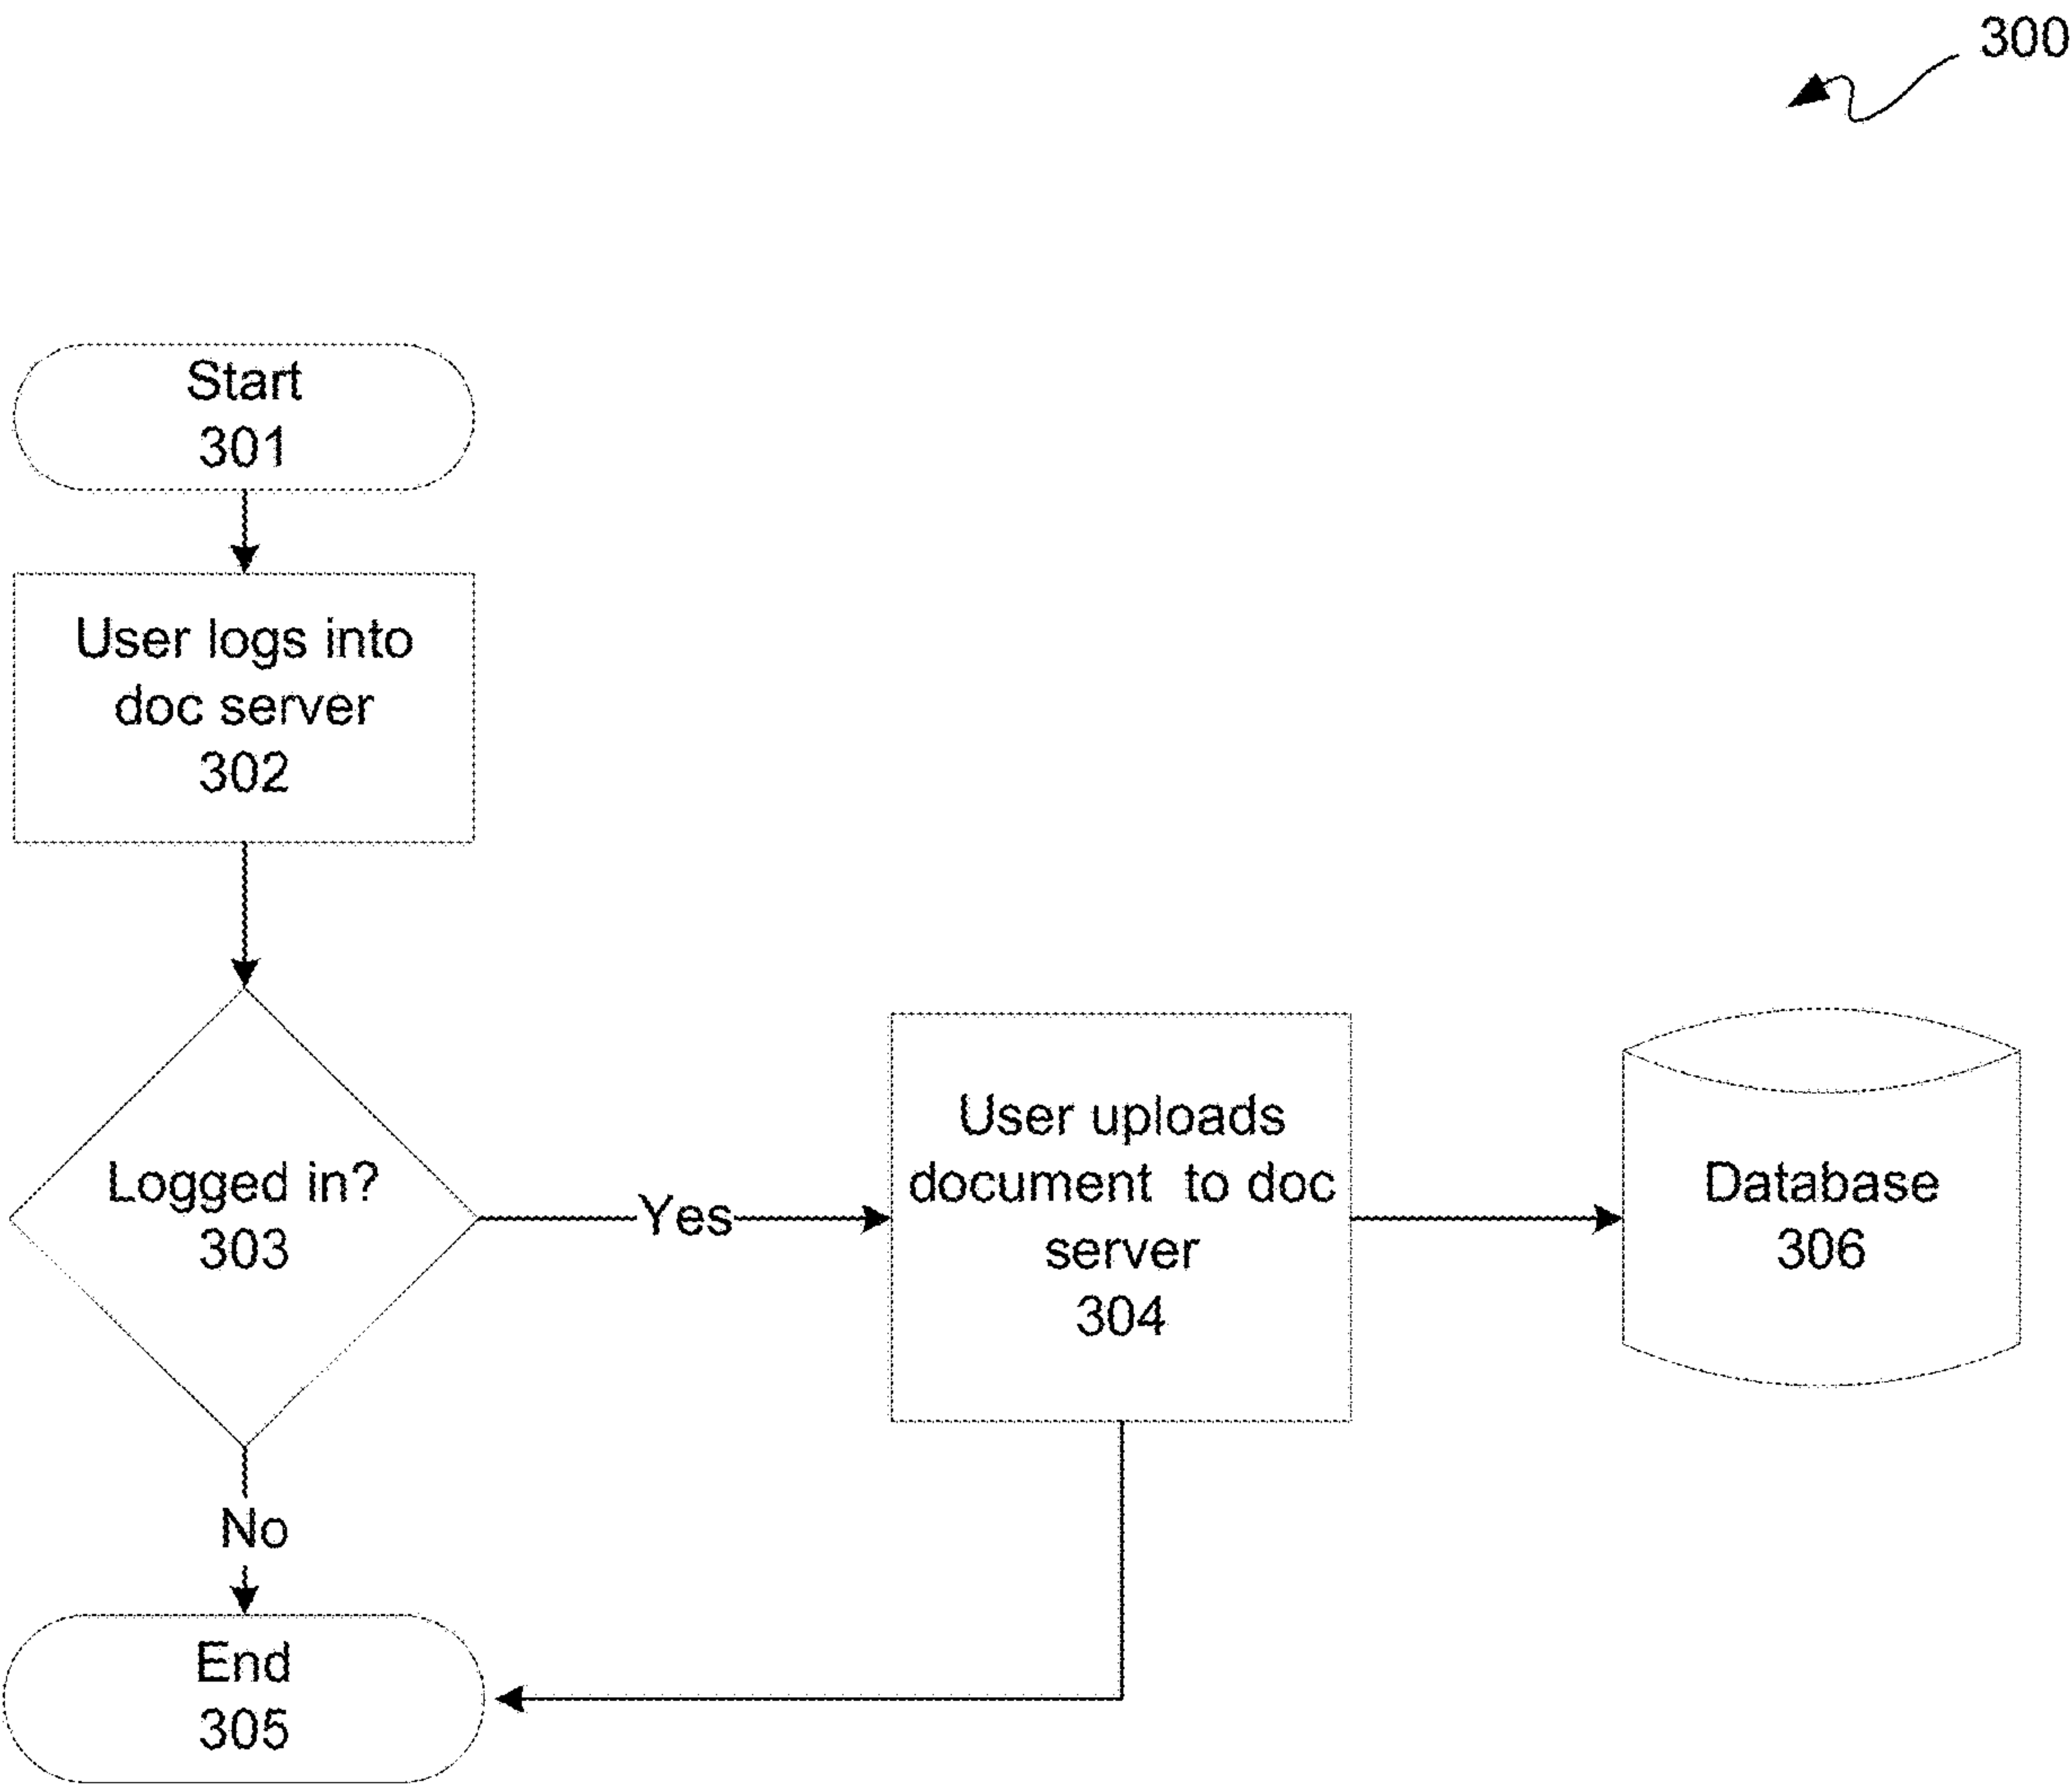 300
Start
301
User logs into
doc server
302
Logged in?
303
Yes
User uploads
document to doc
server
304
Database
306
No
End
305